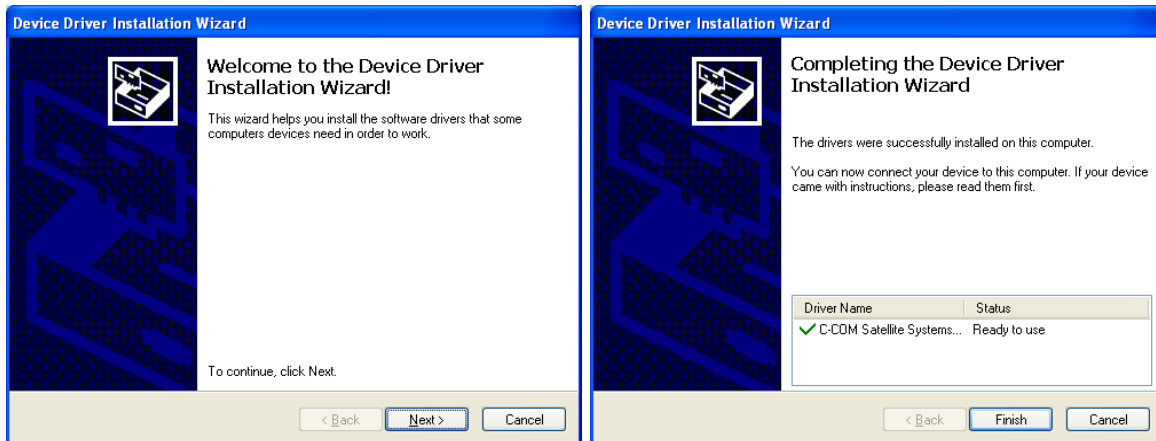 Device Driver Installation Wizard
Welcome to the Device Driver
Installation Wizard!
This wizard helps you install the software drivers that some
computers devices need in order to work.
To continue, click Next.
< Back
Next >
Cancel
Device Driver Installation Wizard
Completing the Device Driver
Installation Wizard
The drivers were successfully installed on this computer.
You can now connect your device to this computer. If your device
came with instructions, please read them first.
Driver Name Status
C-COM Satellite Systems... Ready to use
< Back
Finish
Cancel